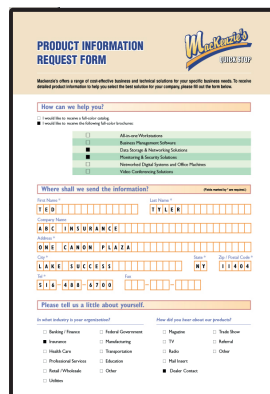 PRODUCT INFORMATION
REQUEST FORM
MacKenzie's
QUICK STOP
Mackenzie's offers a range of cost-effective business and technical solutions for your specific business needs. To receive
detailed product information to help you select the best solution for your company, please fill out the form below.
How can we help you?
I would like to receive a full-color catalog
I would like to receive the following full-color brochures:
All-in-one Workstations
Business Management Software
Data Storage & Networking Solutions
Monitoring & Security Solutions
Networked Digital Systems and Office Machines
Video Conferencing Solutions
Where shall we send the information? (Fields marked by * are required)
First Name * Last Name *
TED TYLER
Company Name
ABC INSURANCE
Address *
ONE CANON PLAZA
City * State * Zip / Postal Code *
LAKE SUCCESS NY 11404
Tel * Fax
516-400-6700 - -
Please tell us a little about yourself.
In what industry is your organization? How did you hear about our products?
Banking / Finance Federal Government Magazine Trade Show
Insurance Manufacturing TV Referral
Health Care Transportation Radio Other
Professional Services Education Mail Insert
Retail / Wholesale Other Dealer Contact
Utilities